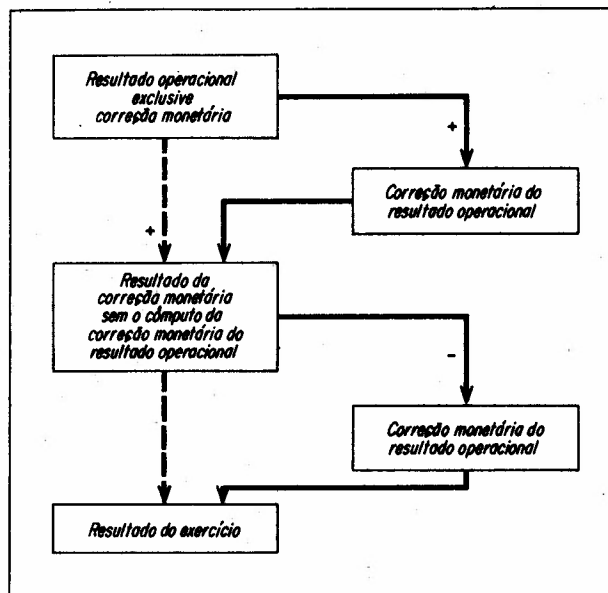 Resultado operacional
exclusive
correção monetária
+
Correção monetária do
resultado operacional
+
Resultado da
correção monetária
sem o cômputo da
correção monetária do
resultado operacional
-
Correção monetária do
resultado operacional
Resultado do exercício